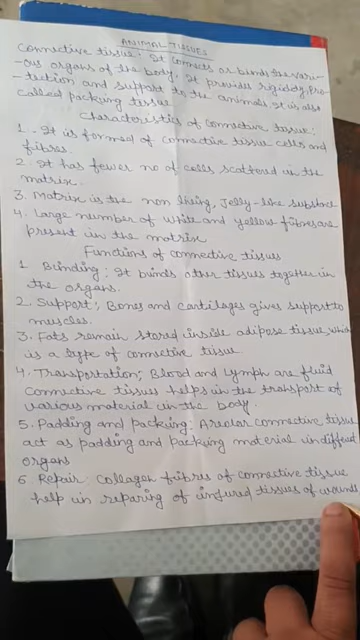 ANIMAL TISSUES
Connective tissue. It connects or binds the vari-
-ous organs of the body. It provides rigidity, pro
-tection and support to the animals. It is also
called packing tissue
Characteristics of connective tissue:
1. It is formed of connective tissue cells and
fibres.
2. It has fewer no of cells scattered in the
matrix.
3. Matrix is the non living, Jelly-like substance
4. Large number of white and yellow fibres are
present in the matrix
Functions of connective tissues
1 Binding: It binds other tissues together in
the organs.
2. Support; Bones and cartilages gives support to
muscles.
3. Fats remain stored inside adipose tissue, which
is a type of connective tissue
4. Transportation; Blood and Lymph are fluid
connective tissues helps in the transport of
various material in the body.
5. Padding and packing: Areolar connective tissue
act as padding and packing material in different
organs
6. Repair: Collagen fibres of connective tissue
help in reparing of injured tissues of wounds